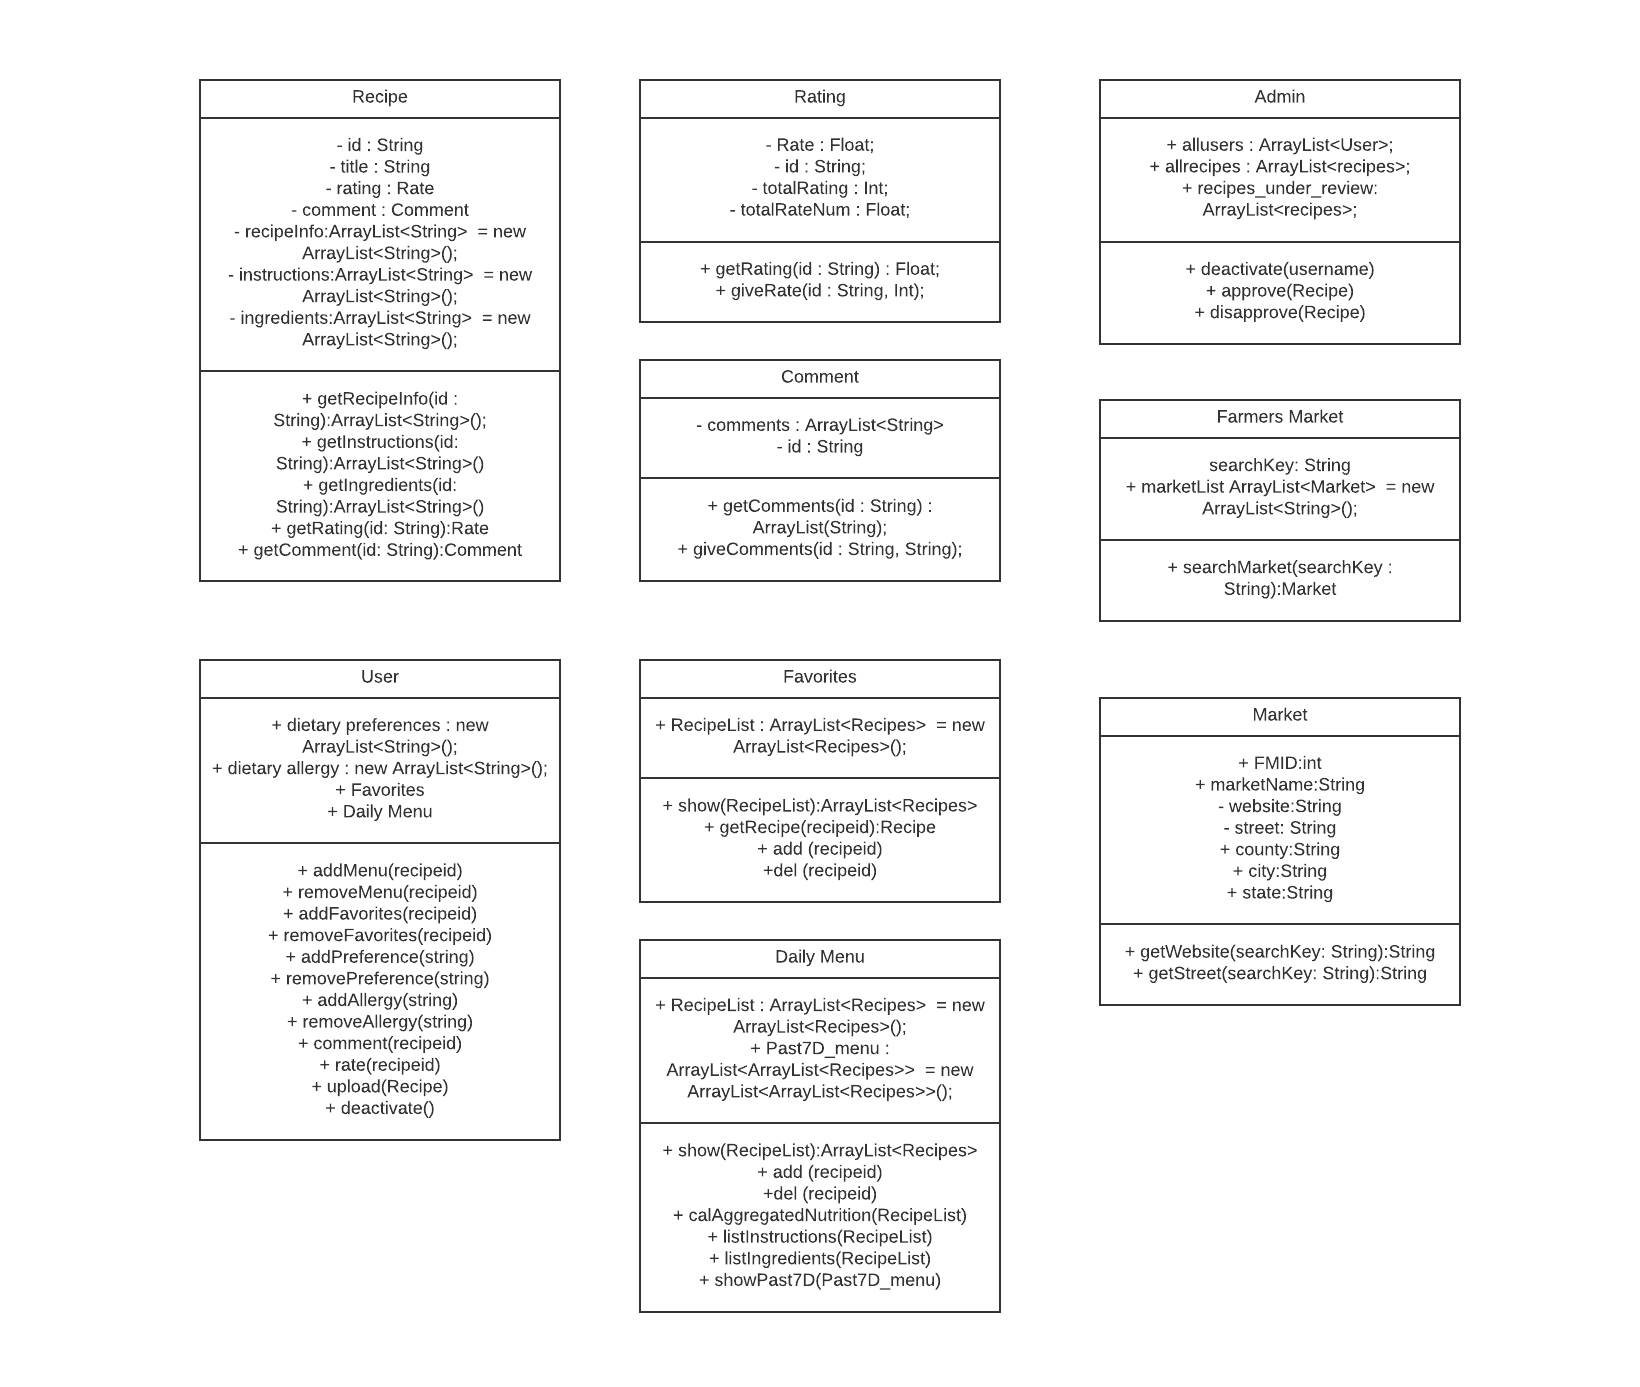 Recipe
- id : String
- title : String
- rating : Rate
- comment : Comment
- recipeInfo:ArrayList<String>  = new
ArrayList<String>();
- instructions:ArrayList<String>  = new
ArrayList<String>();
- ingredients:ArrayList<String>  = new
ArrayList<String>();
+ getRecipeInfo(id :
String):ArrayList<String>();
+ getInstructions(id:
String):ArrayList<String>()
+ getIngredients(id:
String):ArrayList<String>()
+ getRating(id: String):Rate
+ getComment(id: String):Comment
Rating
- Rate : Float;
- id : String;
- totalRating : Int;
- totalRateNum : Float;
+ getRating(id : String) : Float;
+ giveRate(id : String, Int);
Admin
+ allusers : ArrayList<User>;
+ allrecipes : ArrayList<recipes>;
+ recipes_under_review:
ArrayList<recipes>;
+ deactivate(username)
+ approve(Recipe)
+ disapprove(Recipe)
Comment
- comments : ArrayList<String>
- id : String
+ getComments(id : String) :
ArrayList(String);
+ giveComments(id : String, String);
Farmers Market
searchKey: String
+ marketList ArrayList<Market>  = new
ArrayList<String>();
+ searchMarket(searchKey :
String):Market
User
+ dietary preferences : new
ArrayList<String>();
+ dietary allergy : new ArrayList<String>();
+ Favorites
+ Daily Menu
+ addMenu(recipeid)
+ removeMenu(recipeid)
+ addFavorites(recipeid)
+ removeFavorites(recipeid)
+ addPreference(string)
+ removePreference(string)
+ addAllergy(string)
+ removeAllergy(string)
+ comment(recipeid)
+ rate(recipeid)
+ upload(Recipe)
+ deactivate()
Favorites
+ RecipeList : ArrayList<Recipes>  = new
ArrayList<Recipes>();
+ show(RecipeList):ArrayList<Recipes>
+ getRecipe(recipeid):Recipe
+ add (recipeid)
+del (recipeid)
Market
+ FMID:int
+ marketName:String
- website:String
- street: String
+ county:String
+ city:String
+ state:String
+ getWebsite(searchKey: String):String
+ getStreet(searchKey: String):String
Daily Menu
+ RecipeList : ArrayList<Recipes>  = new
ArrayList<Recipes>();
+ Past7D_menu :
ArrayList<ArrayList<Recipes>>  = new
ArrayList<ArrayList<Recipes>>();
+ show(RecipeList):ArrayList<Recipes>
+ add (recipeid)
+del (recipeid)
+ calAggregatedNutrition(RecipeList)
+ listInstructions(RecipeList)
+ listIngredients(RecipeList)
+ showPast7D(Past7D_menu)